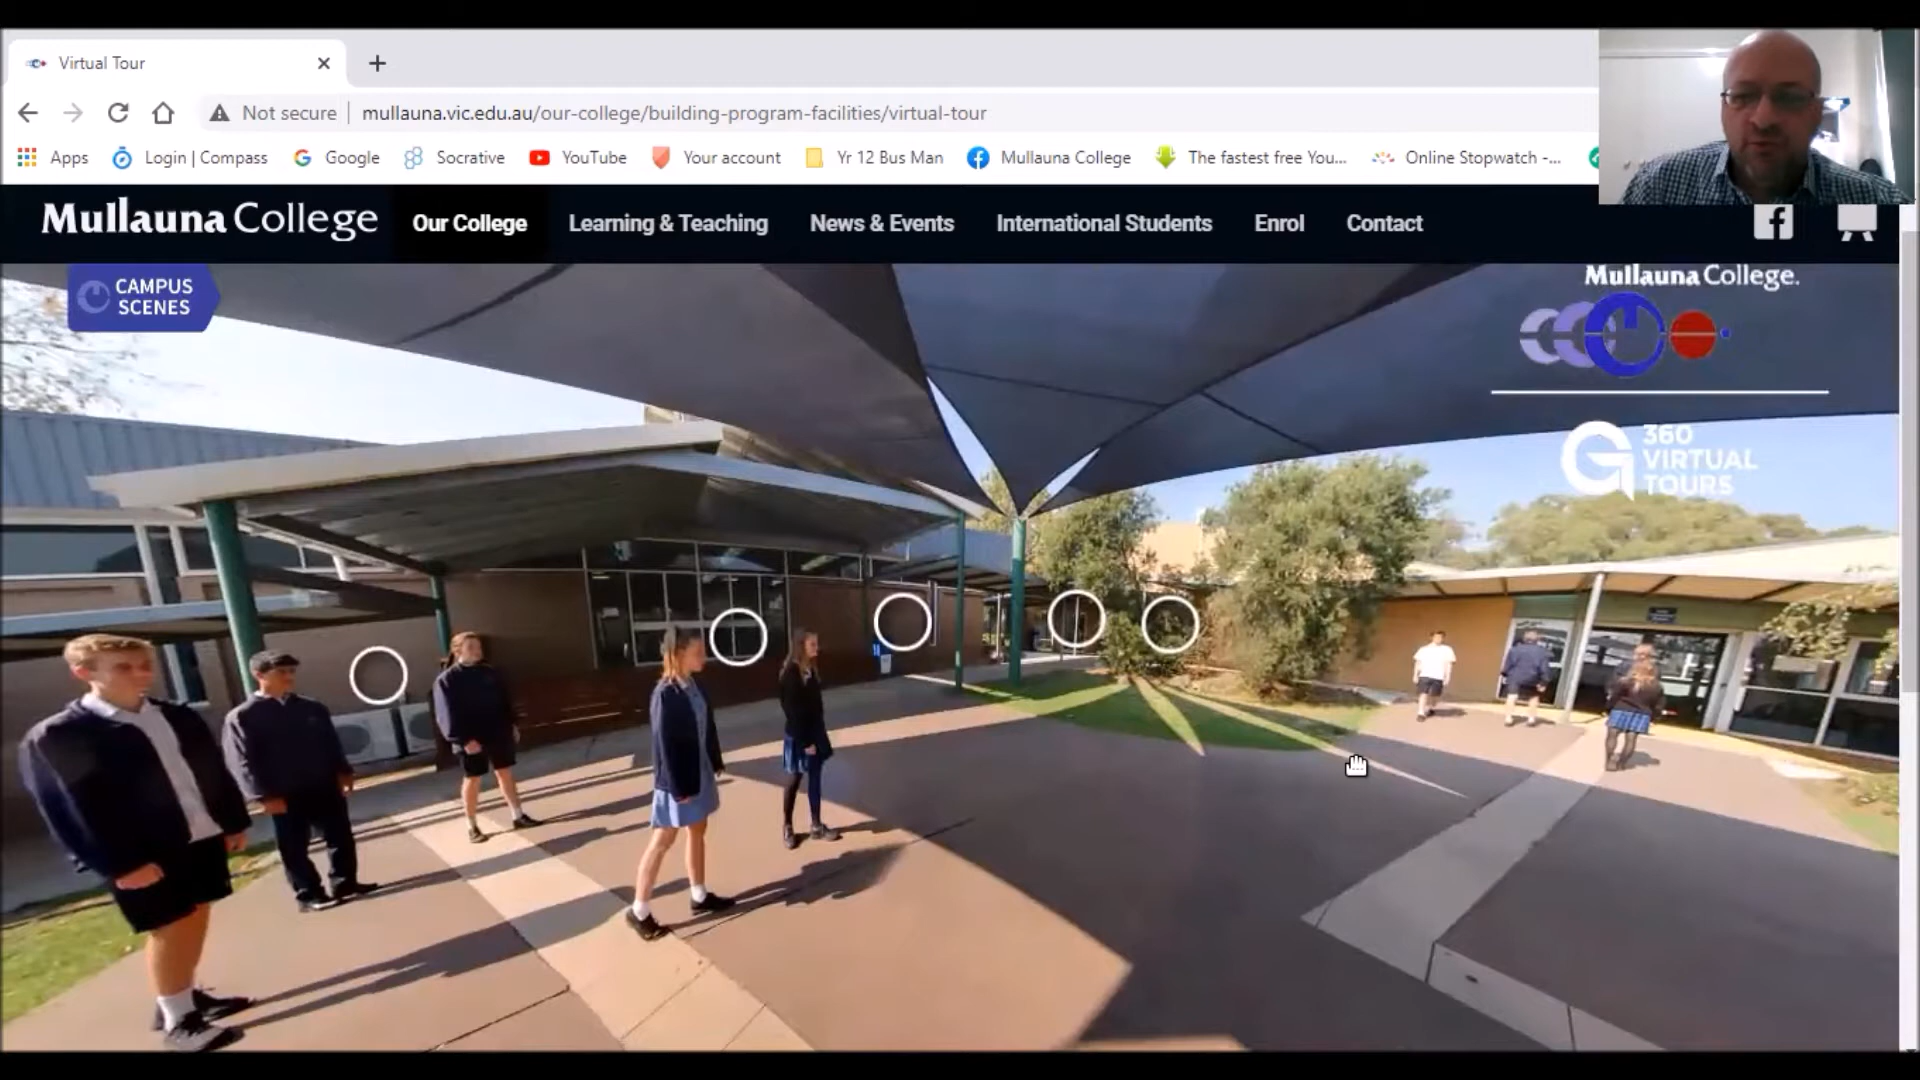 Virtual Tour
Not secure
mullauna.vic.edu.au/our-college/building-program-facilities/virtual-tour
Apps
Login | Compass
Google
Socrative
YouTube
Your account
Yr 12 Bus Man
Mullauna College
The fastest free You...
Online Stopwatch -...
Mullauna College
Our College
Learning & Teaching
News & Events
International Students
Enrol
Contact
CAMPUS
SCENES
Mullauna College.
360
VIRTUAL
TOURS